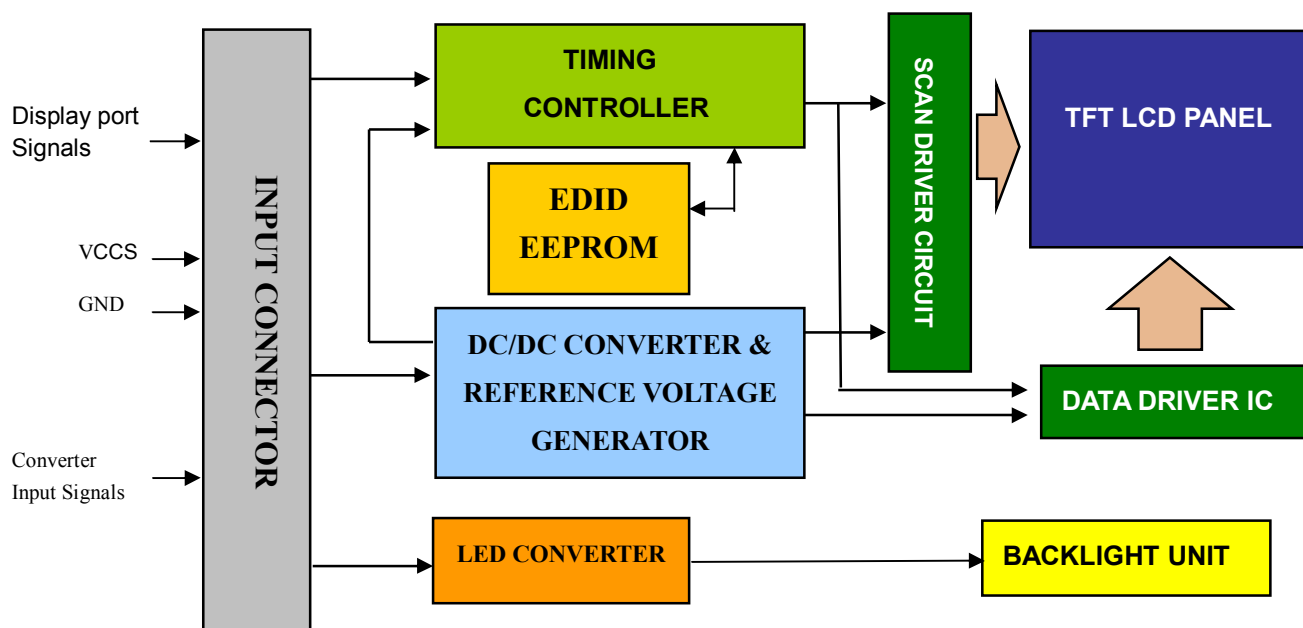 Display port
Signals
VCCS
GND
Converter
Input Signals
INPUT CONNECTOR
TIMING
CONTROLLER
EDID
EEPROM
DC/DC CONVERTER &
REFERENCE VOLTAGE
GENERATOR
LED CONVERTER
SCAN DRIVER CIRCUIT
TFT LCD PANEL
DATA DRIVER IC
BACKLIGHT UNIT